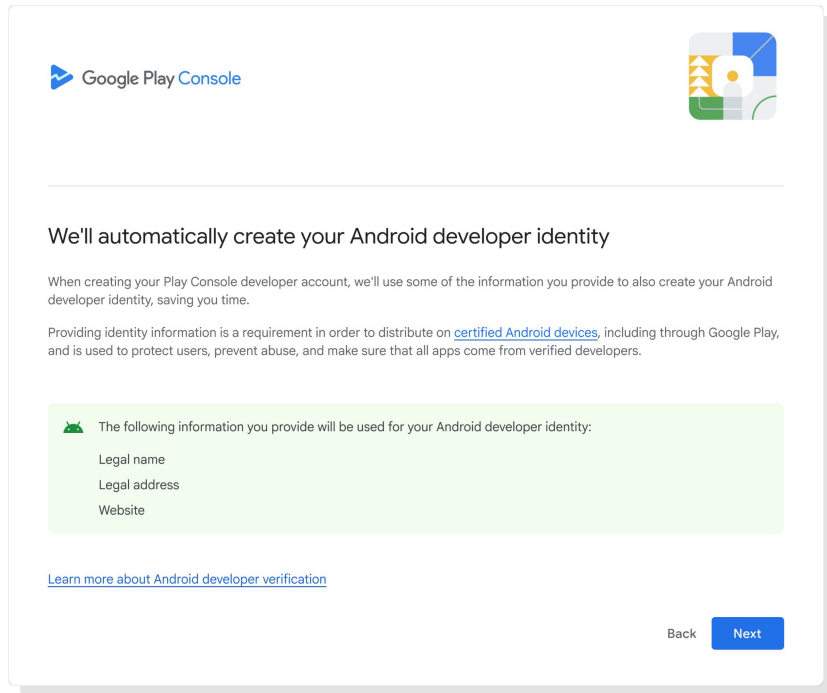 Google Play Console
We'll automatically create your Android developer identity
When creating your Play Console developer account, we'll use some of the information you provide to also create your Android
developer identity, saving you time.
Providing identity information is a requirement in order to distribute on certified Android devices, including through Google Play,
and is used to protect users, prevent abuse, and make sure that all apps come from verified developers.
The following information you provide will be used for your Android developer identity:
Legal name
Legal address
Website
Learn more about Android developer verification
Back Next